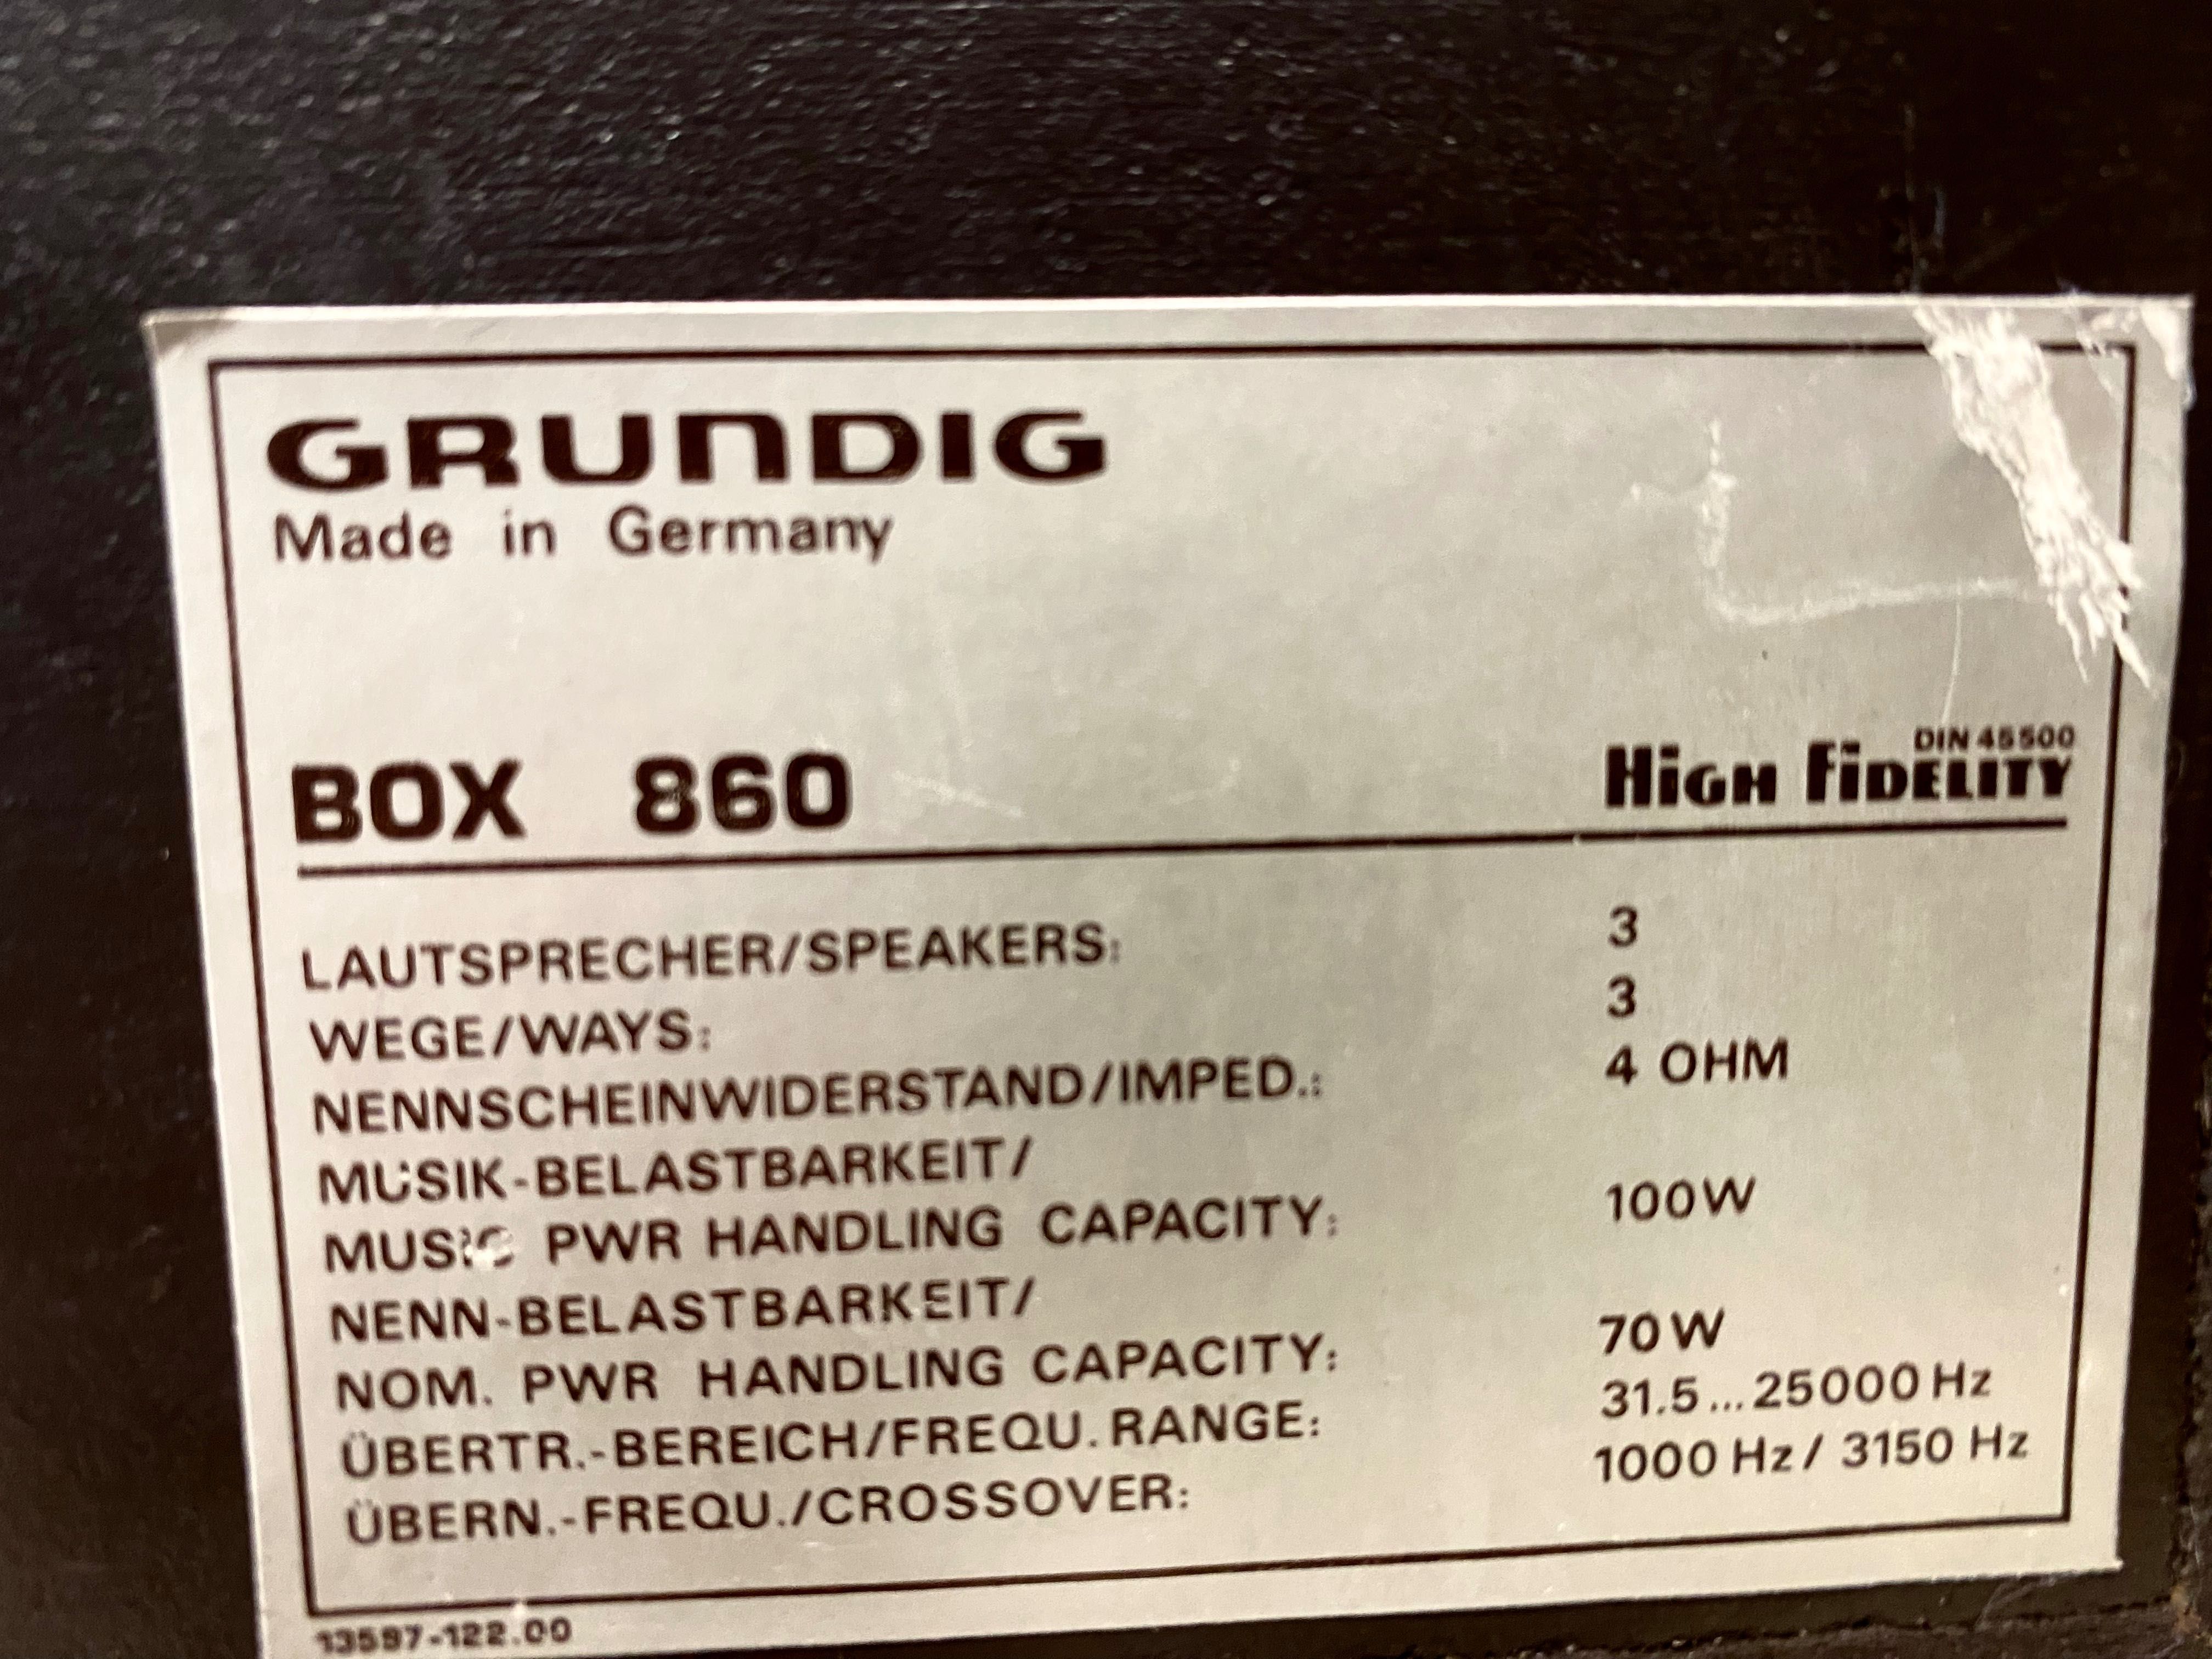 GRUNDIG
Made in Germany
DIN 45500
BOX 860 HiGH FiDELITY
LAUTSPRECHER/SPEAKERS: 3
WEGE/WAYS: 3
NENNSCHEINWIDERSTAND/IMPED.: 4 OHM
MUSIK-BELASTBARKEIT/
MUSIC PWR HANDLING CAPACITY: 100W
NENN-BELASTBARKEIT/
NOM. PWR HANDLING CAPACITY: 70 W
ÜBERTR.-BEREICH/FREQU. RANGE: 31.5...25000 Hz
ÜBERN.-FREQU./CROSSOVER: 1000 Hz / 3150 Hz
13597-122.00